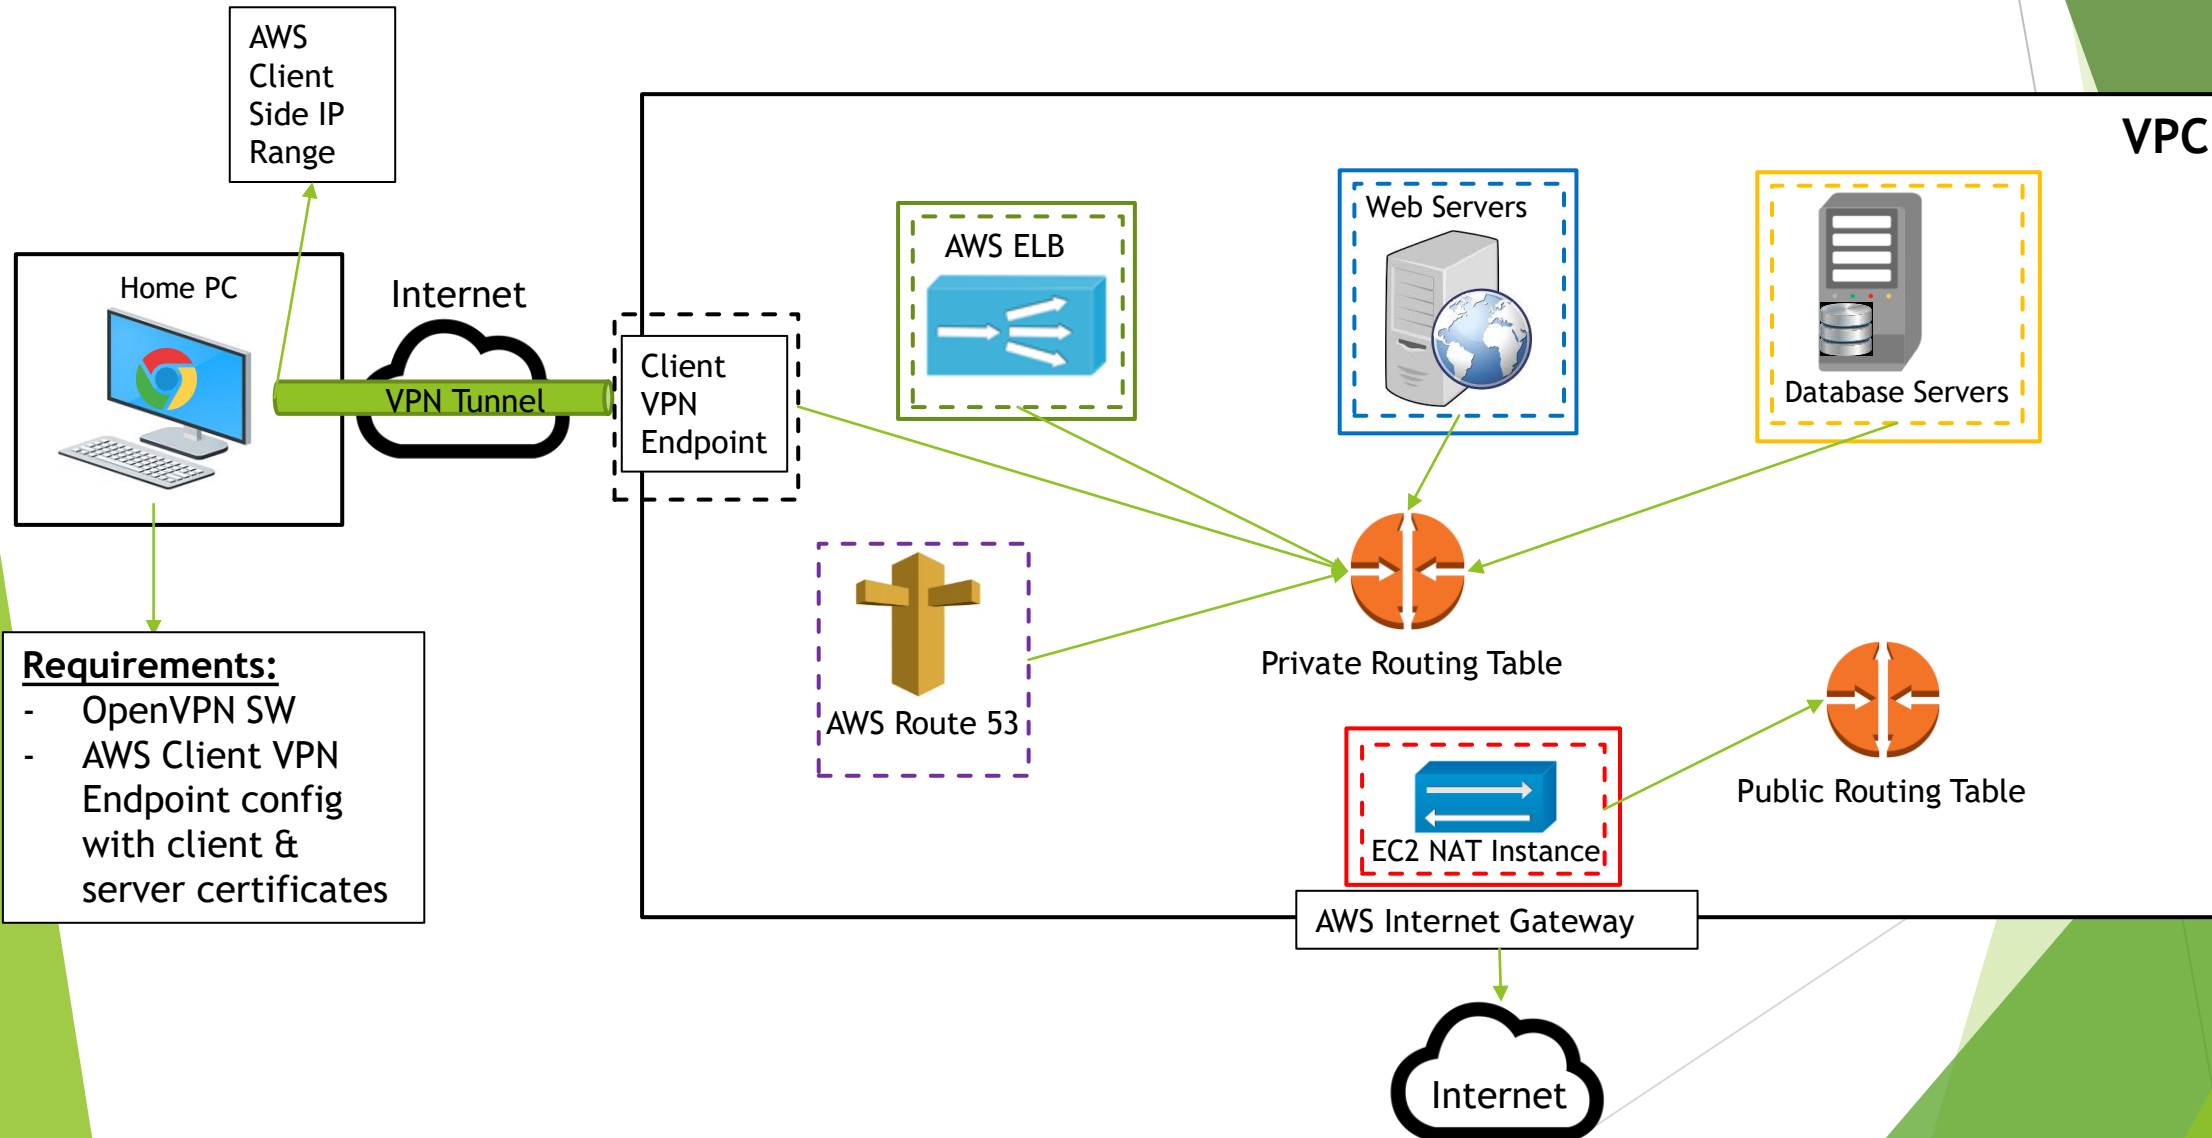 AWS
Client
Side IP
Range
VPC
Home PC
Internet
VPN Tunnel
Client
VPN
Endpoint
AWS ELB
Web Servers
Database Servers
AWS Route 53
Private Routing Table
Public Routing Table
EC2 NAT Instance
AWS Internet Gateway
Internet
Requirements:
- OpenVPN SW
- AWS Client VPN
Endpoint config
with client &
server certificates